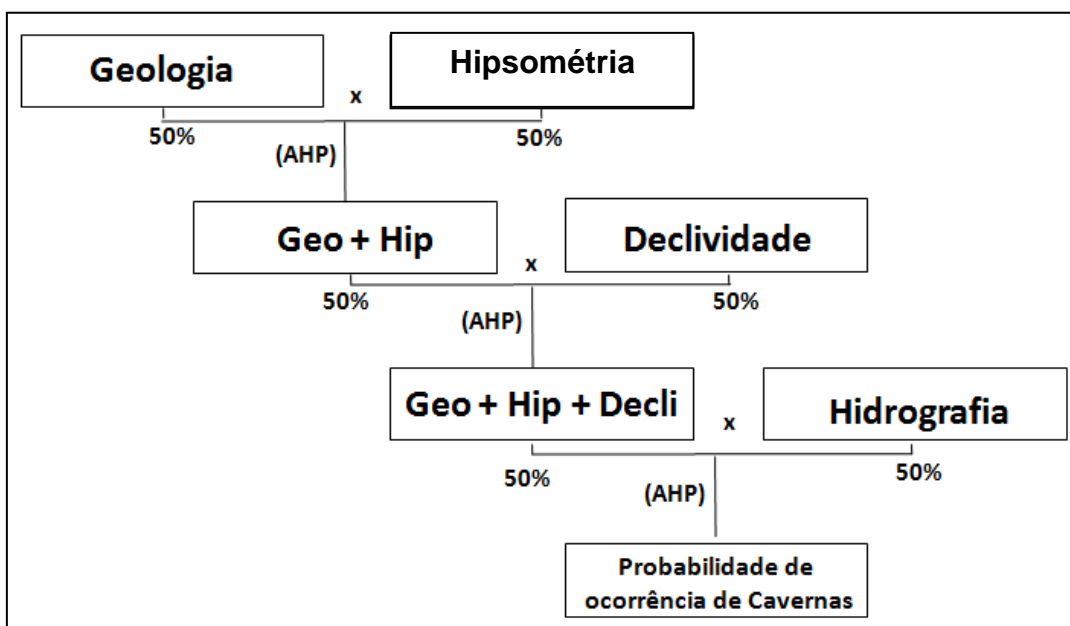 Geologia
x
Hipsométria
50%
50%
(AHP)
Geo + Hip
x
Declividade
50%
50%
(AHP)
Geo + Hip + Decli
x
Hidrografia
50%
50%
(AHP)
Probabilidade de
ocorrência de Cavernas